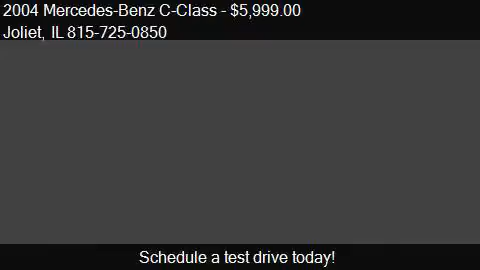 2004 Mercedes-Benz C-Class - $5,999.00
Joliet, IL 815-725-0850
Schedule a test drive today!